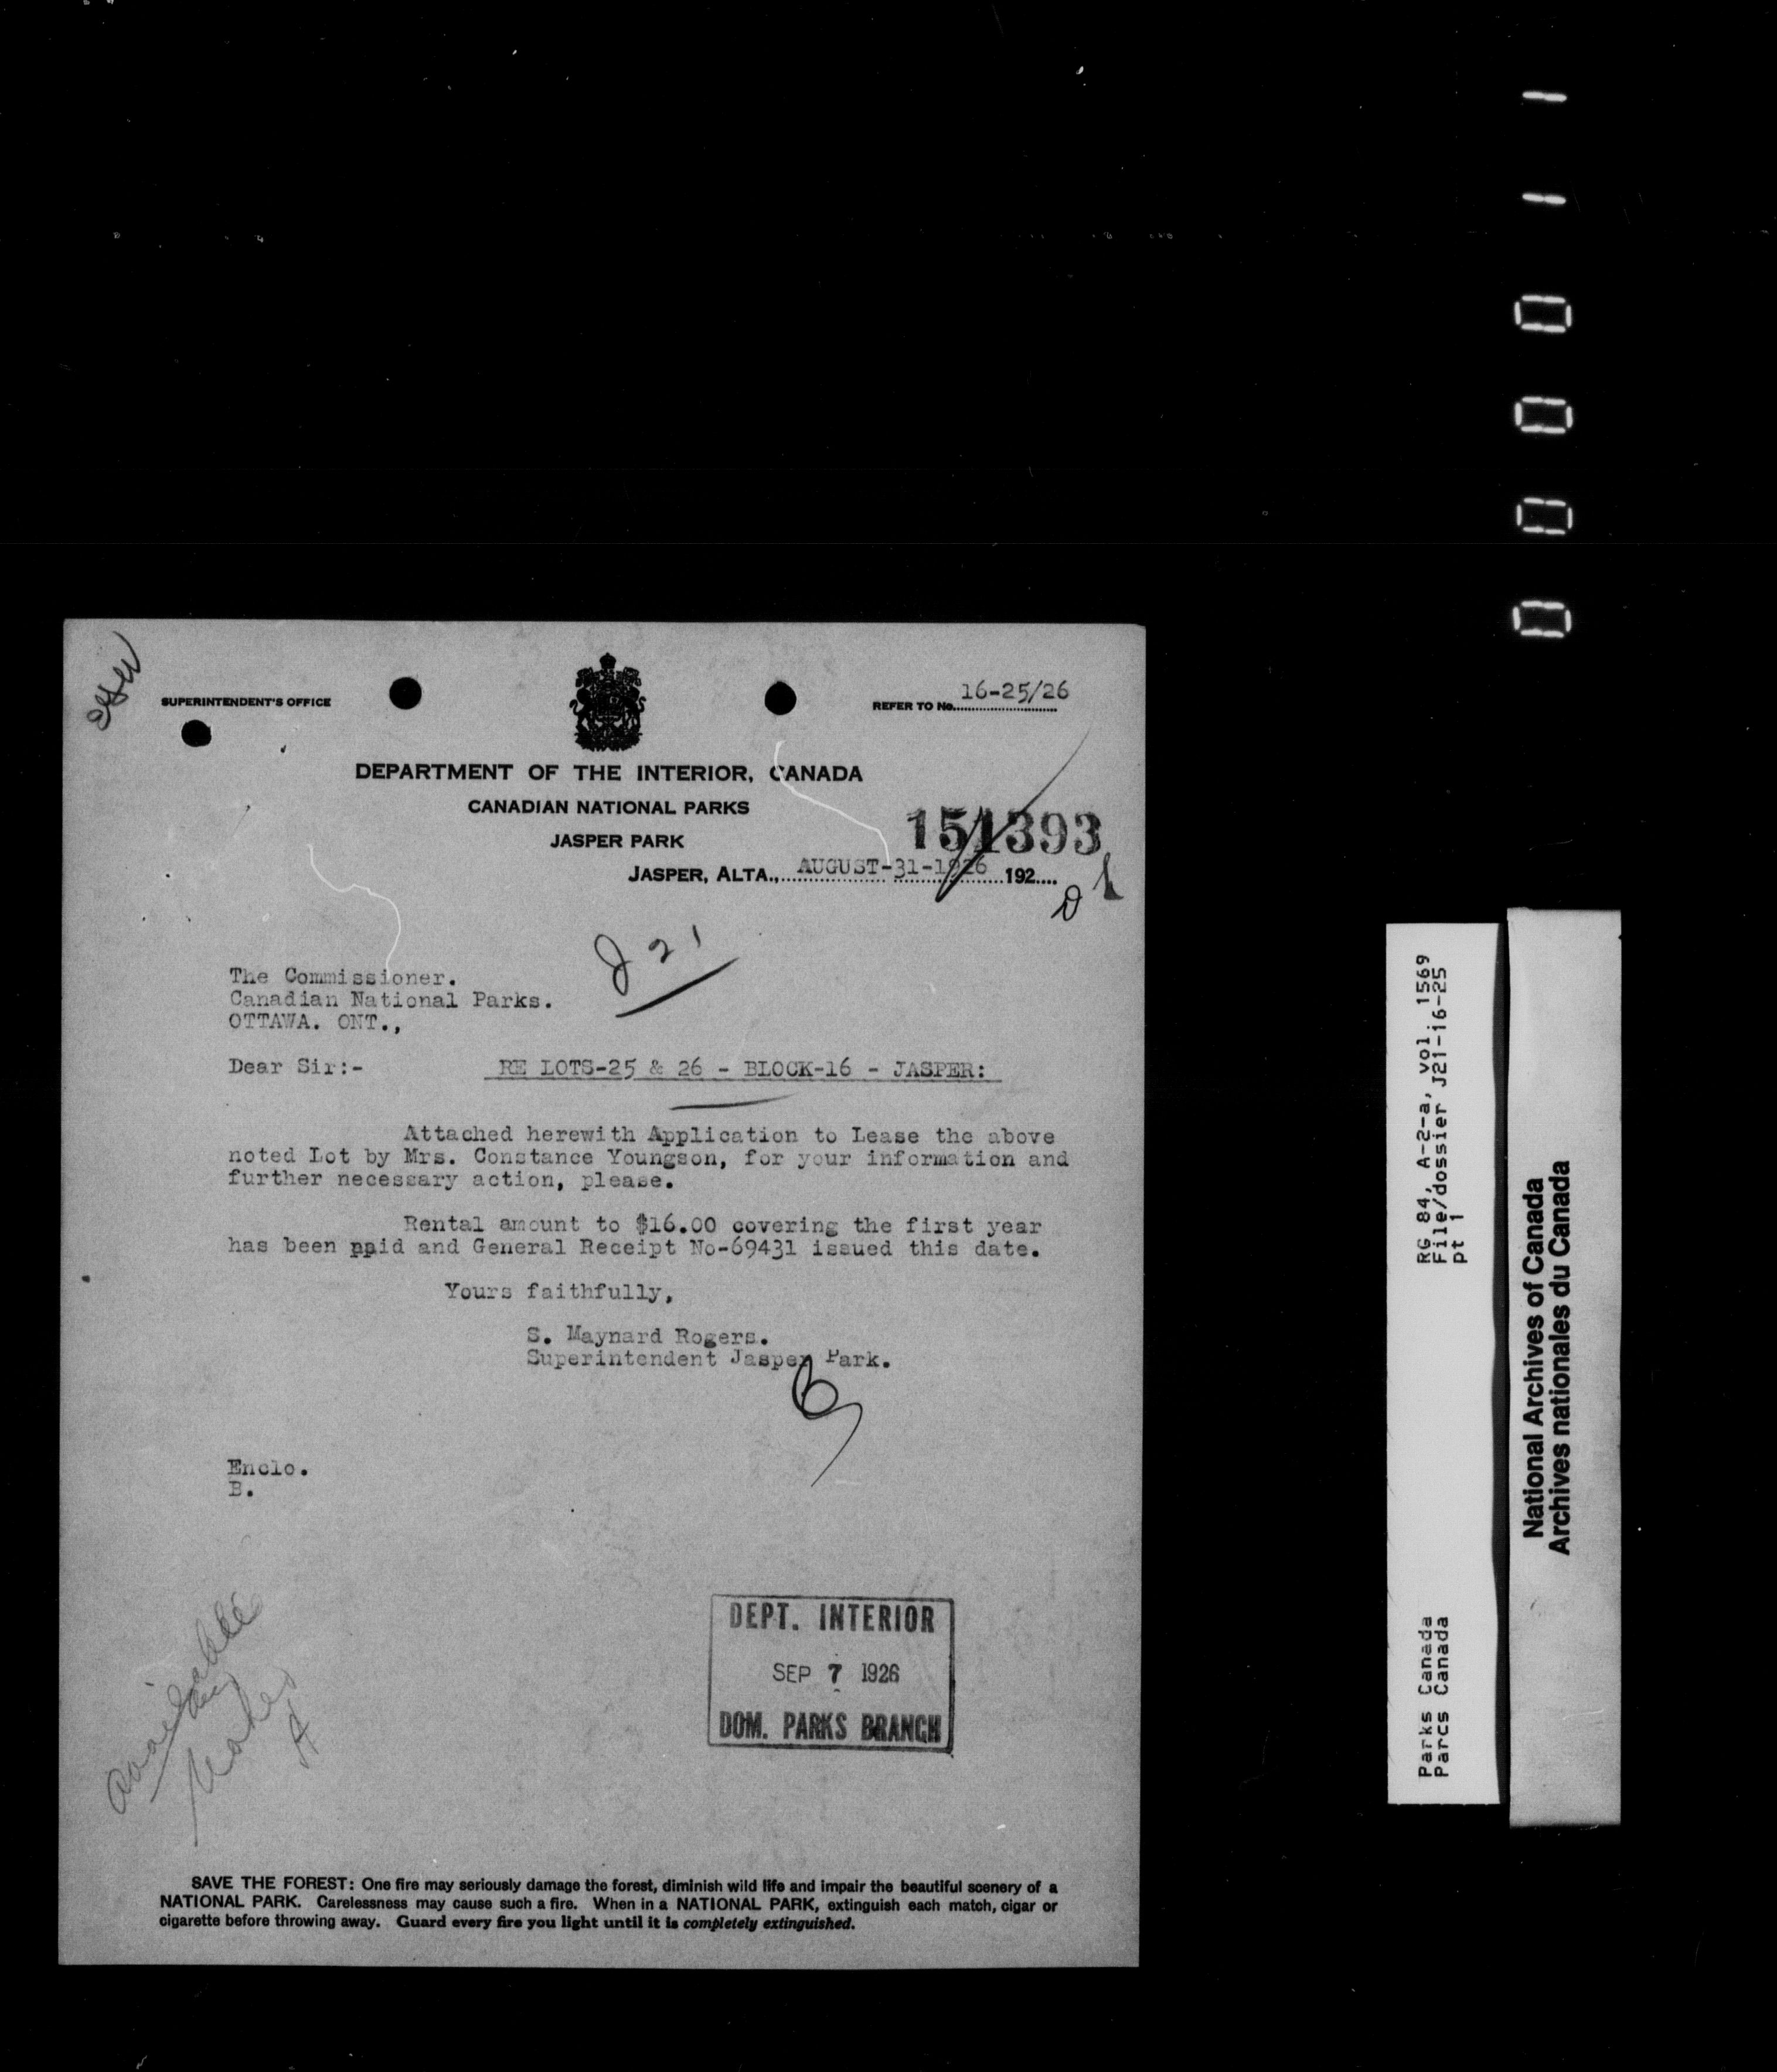 SUPERINTENDENT'S OFFICE
REFER TO No. 16-25/26
DEPARTMENT OF THE INTERIOR, CANADA
CANADIAN NATIONAL PARKS
JASPER PARK
151393
JASPER, ALTA., AUGUST-31-1926 192....
J 21
The Commissioner.
Canadian National Parks.
OTTAWA. ONT.,
Dear Sir:- RE LOTS-25 & 26 - BLOCK-16 - JASPER:
Attached herewith Application to Lease the above
noted Lot by Mrs. Constance Youngson, for your information and
further necessary action, please.
Rental amount to $16.00 covering the first year
has been ppid and General Receipt No-69431 issued this date.
Yours faithfully,
S. Maynard Rogers.
Superintendent Jasper Park.
Enclo.
B.
available
DEPT. INTERIOR
SEP 7 1926
DOM. PARKS BRANCH
SAVE THE FOREST: One fire may seriously damage the forest, diminish wild life and impair the beautiful scenery of a
NATIONAL PARK. Carelessness may cause such a fire. When in a NATIONAL PARK, extinguish each match, cigar or
cigarette before throwing away. Guard every fire you light until it is completely extinguished.
Parks Canada
Parcs Canada
RG 84, A-2-a, vol. 1569
File/dossier J21-16-25
pt 1
National Archives of Canada
Archives nationales du Canada
000011